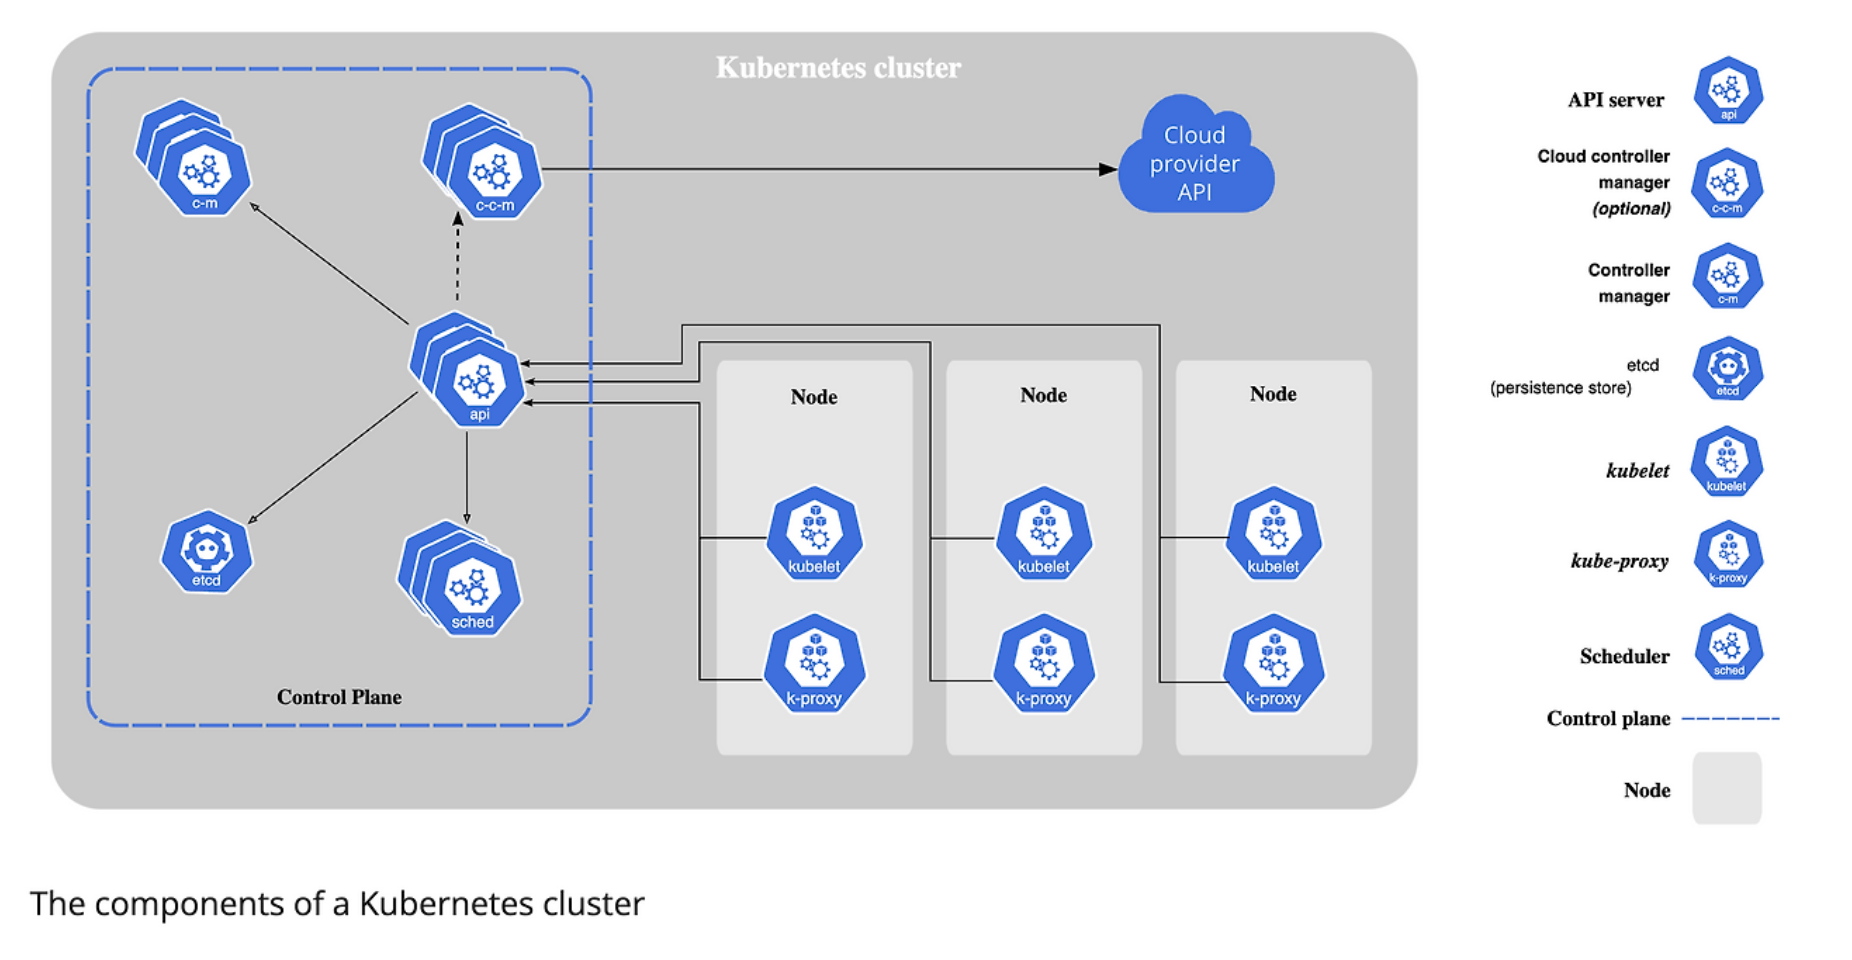 Kubernetes cluster
c-m
c-c-m
Cloud
provider
API
api
etcd
sched
Control Plane
Node
kubelet
k-proxy
Node
kubelet
k-proxy
Node
kubelet
k-proxy
API server
api
Cloud controller
manager
(optional)
c-c-m
Controller
manager
c-m
etcd
(persistence store)
etcd
kubelet
kubelet
kube-proxy
k-proxy
Scheduler
sched
Control plane
Node
The components of a Kubernetes cluster